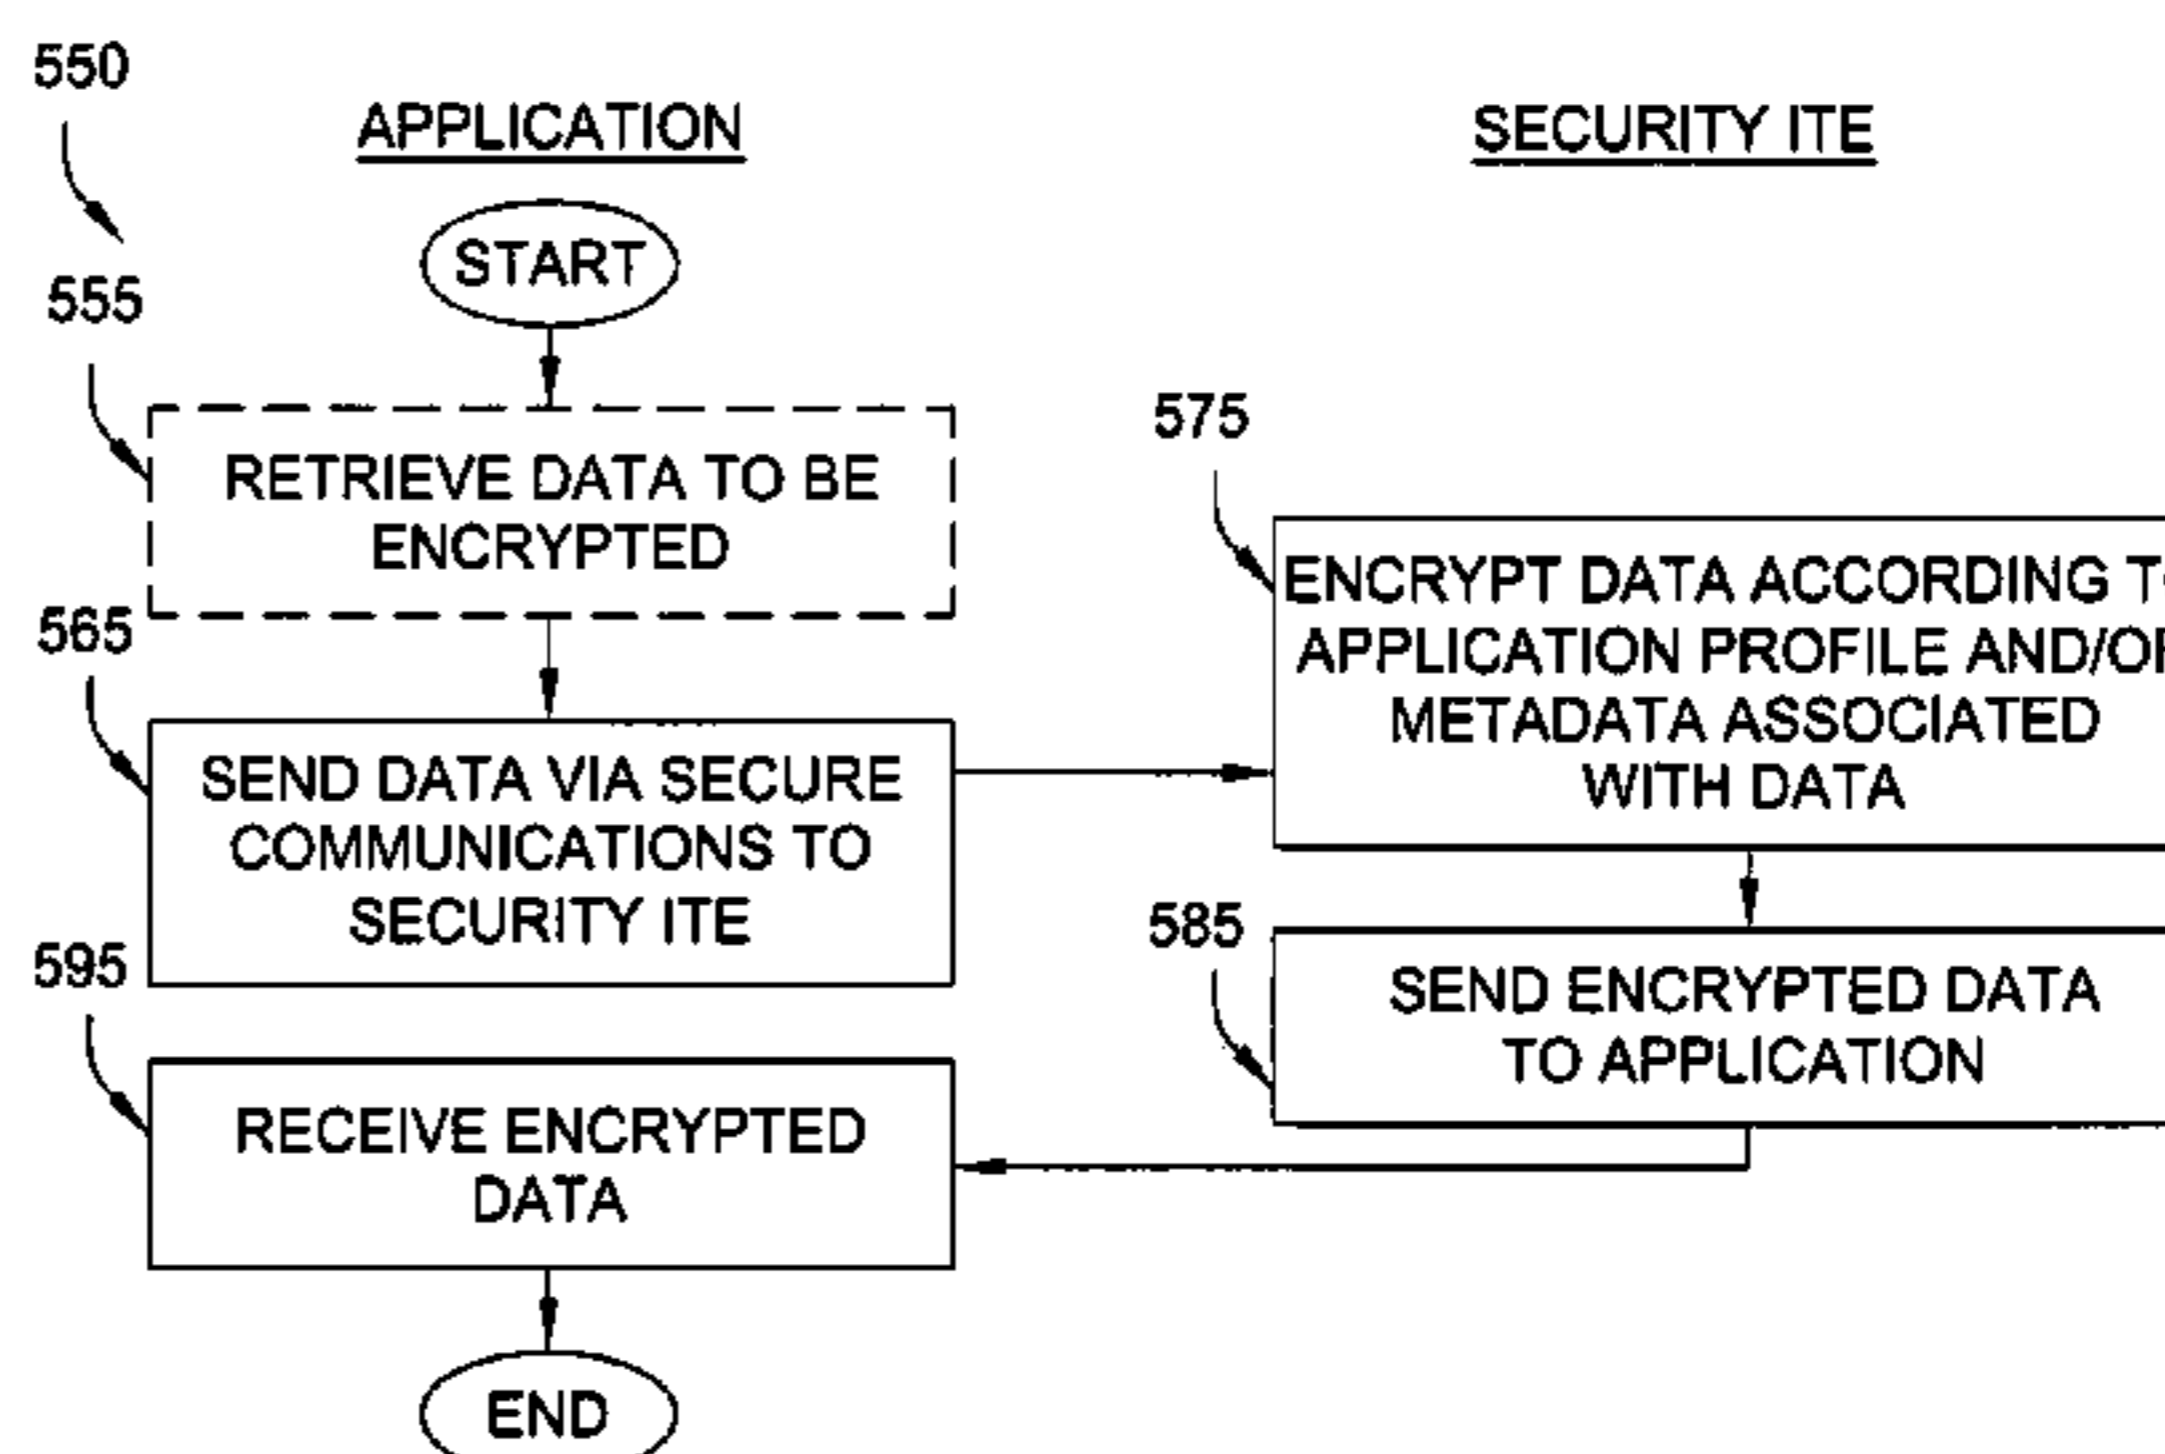 550
APPLICATION
SECURITY ITE
START
555
RETRIEVE DATA TO BE
ENCRYPTED
575
ENCRYPT DATA ACCORDING
APPLICATION PROFILE
METADATA ASSOCIATED
WITH DATA
565
SEND DATA VIA SECURE
COMMUNICATIONS TO
SECURITY ITE
585
SEND ENCRYPTED DATA
TO APPLICATION
595
RECEIVE ENCRYPTED
DATA
END